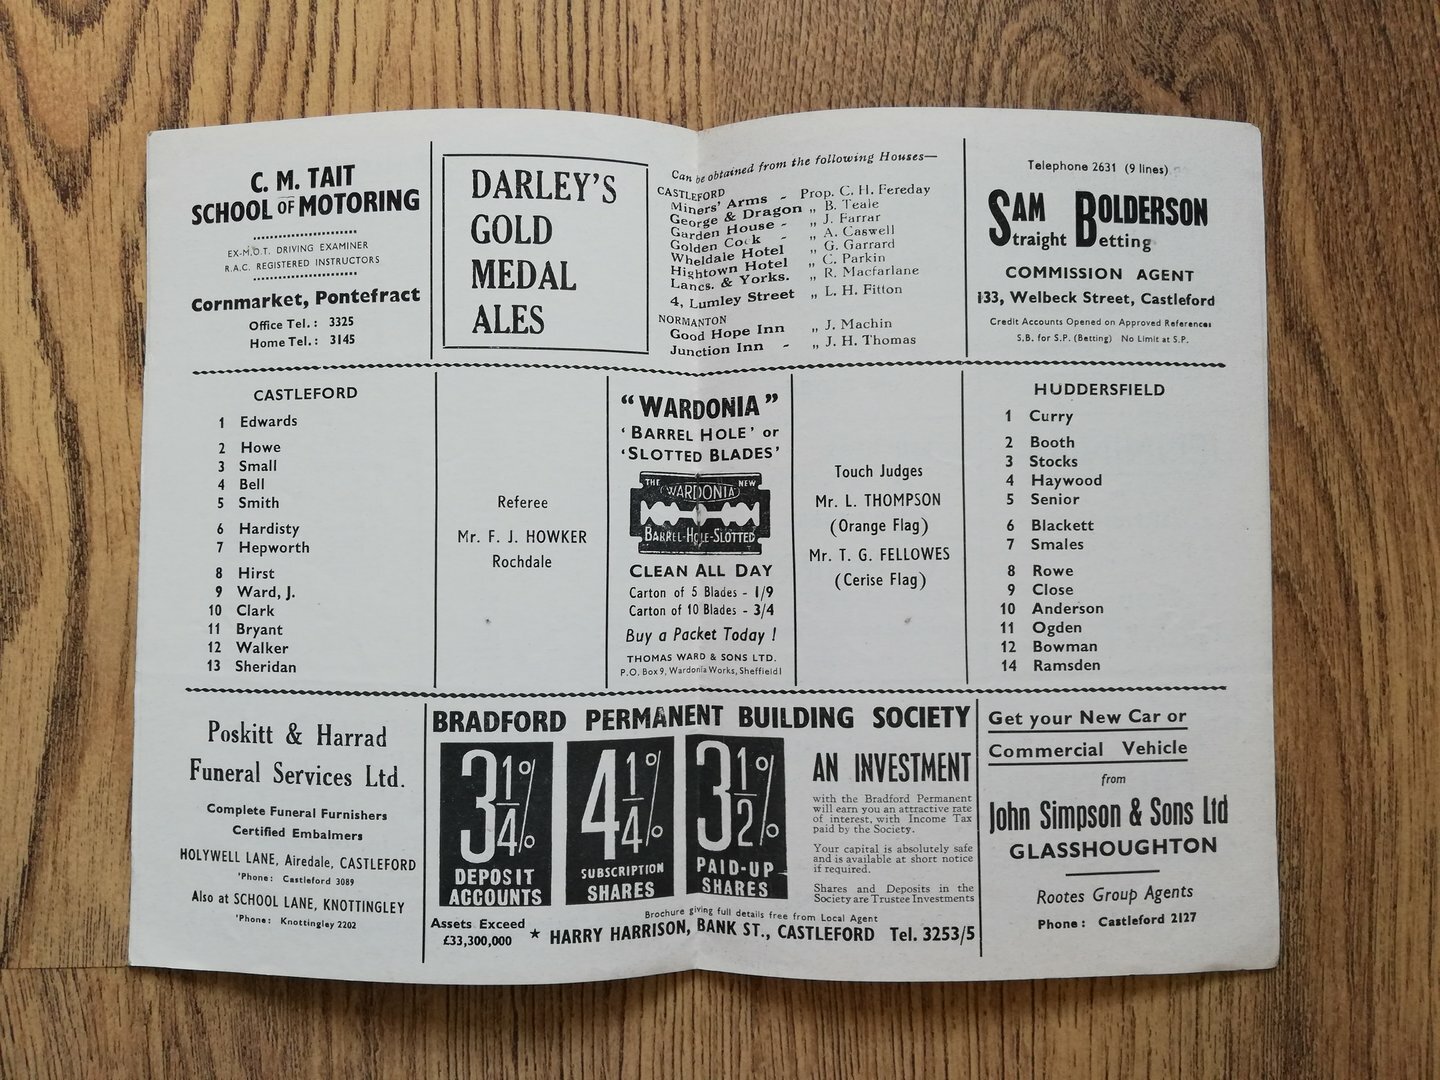 C. M. TAIT
SCHOOL OF MOTORING
EX-M.O.T. DRIVING EXAMINER
R.A.C. REGISTERED INSTRUCTORS
Cornmarket, Pontefract
Office Tel.: 3325
Home Tel.: 3145
DARLEY'S
GOLD
MEDAL
ALES
Can be obtained from the following Houses—
CASTLEFORD
Miners' Arms - Prop. C. H. Fereday
George & Dragon „ B. Teale
Garden House - „ J. Farrar
Golden Cock - „ A. Caswell
Wheldale Hotel „ G. Garrard
Hightown Hotel „ C. Parkin
Lancs. & Yorks. „ R. Macfarlane
4, Lumley Street „ L. H. Fitton
NORMANTON
Good Hope Inn „ J. Machin
Junction Inn - „ J. H. Thomas
Telephone 2631 (9 lines)
SAM BOLDERSON
Straight Betting
COMMISSION AGENT
133, Welbeck Street, Castleford
Credit Accounts Opened on Approved References
S.B. for S.P. (Betting) No Limit at S.P.
CASTLEFORD
1 Edwards
2 Howe
3 Small
4 Bell
5 Smith
6 Hardisty
7 Hepworth
8 Hirst
9 Ward, J.
10 Clark
11 Bryant
12 Walker
13 Sheridan
Referee
Mr. F. J. HOWKER
Rochdale
"WARDONIA"
'BARREL HOLE' or
'SLOTTED BLADES'
THE WARDONIA NEW
BARREL-HOLE-SLOTTED
CLEAN ALL DAY
Carton of 5 Blades - 1/9
Carton of 10 Blades - 3/4
Buy a Packet Today !
THOMAS WARD & SONS LTD.
P.O. Box 9, Wardonia Works, Sheffield 1
Touch Judges
Mr. L. THOMPSON
(Orange Flag)
Mr. T. G. FELLOWES
(Cerise Flag)
HUDDERSFIELD
1 Curry
2 Booth
3 Stocks
4 Haywood
5 Senior
6 Blackett
7 Smales
8 Rowe
9 Close
10 Anderson
11 Ogden
12 Bowman
14 Ramsden
Poskitt & Harrad
Funeral Services Ltd.
Complete Funeral Furnishers
Certified Embalmers
HOLYWELL LANE, Airedale, CASTLEFORD
'Phone: Castleford 3089
Also at SCHOOL LANE, KNOTTINGLEY
'Phone: Knottingley 2202
BRADFORD PERMANENT BUILDING SOCIETY
3 1/4%
DEPOSIT
ACCOUNTS
4 1/4%
SUBSCRIPTION
SHARES
3 1/2%
PAID-UP
SHARES
AN INVESTMENT
with the Bradford Permanent
will earn you an attractive rate
of interest, with Income Tax
paid by the Society.
Your capital is absolutely safe
and is available at short notice
if required.
Shares and Deposits in the
Society are Trustee Investments
Brochure giving full details free from Local Agent
Assets Exceed
£33,300,000
★ HARRY HARRISON, BANK ST., CASTLEFORD Tel. 3253/5
Get your New Car or
Commercial Vehicle
from
John Simpson & Sons Ltd
GLASSHOUGHTON
Rootes Group Agents
Phone: Castleford 2127